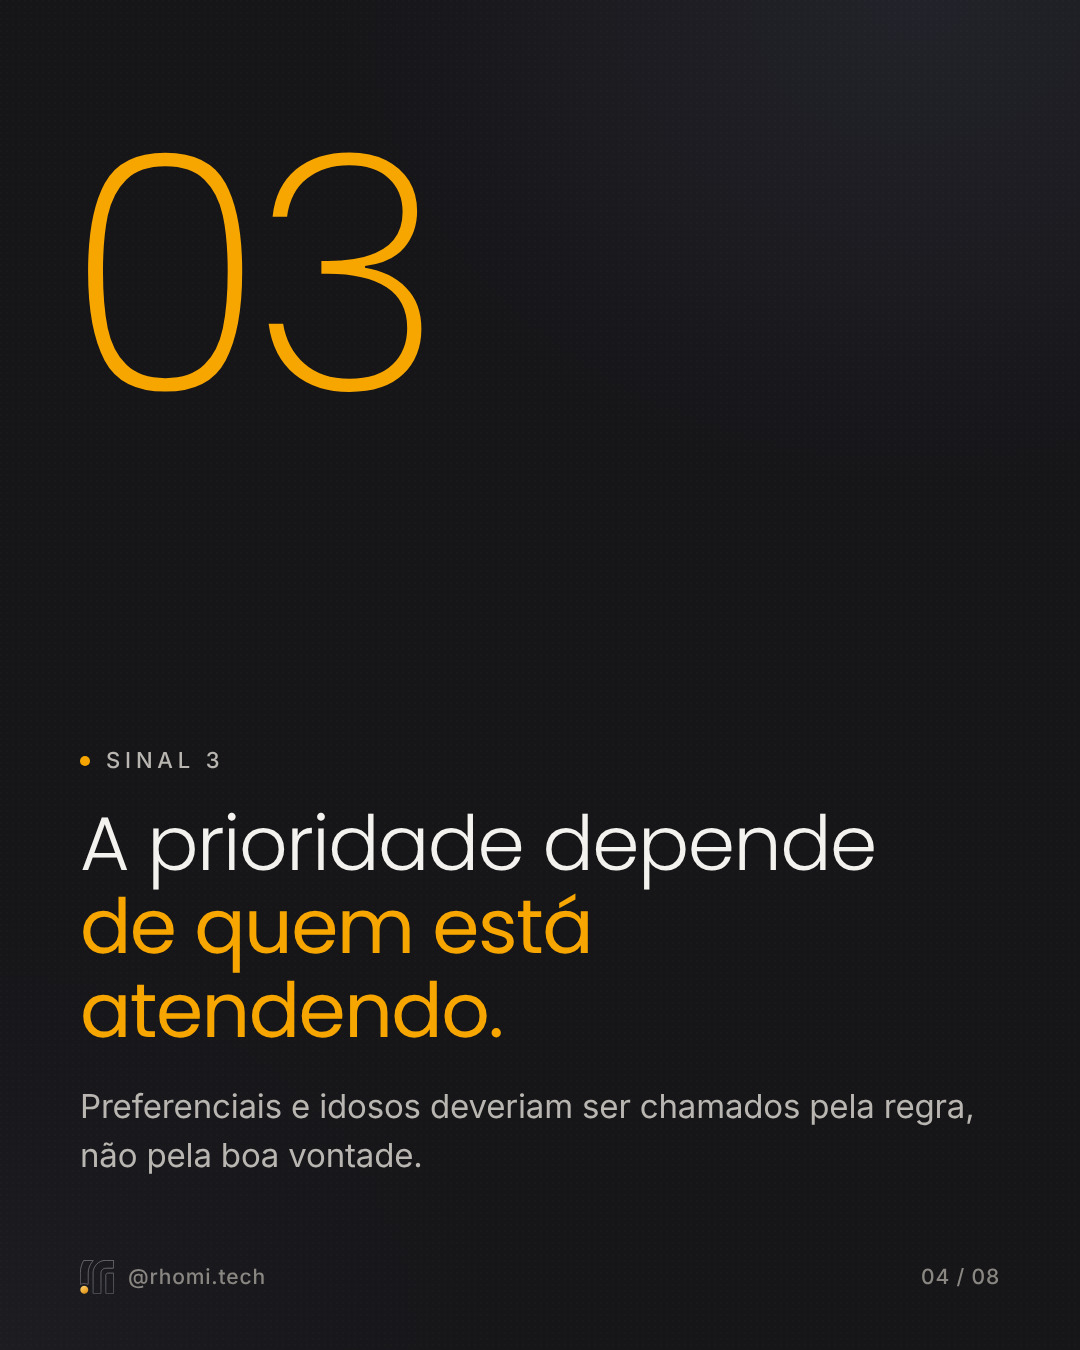 03
SINAL 3
A prioridade depende
de quem está
atendendo.
Preferenciais e idosos deveriam ser chamados pela regra,
não pela boa vontade.
@rhomi.tech
04 / 08